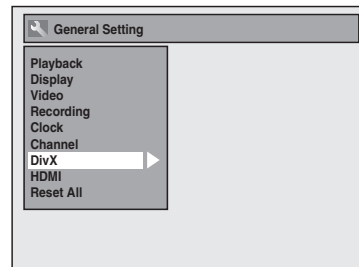 General Setting
Playback
Display
Video
Recording
Clock
Channel
DivX
HDMI
Reset All